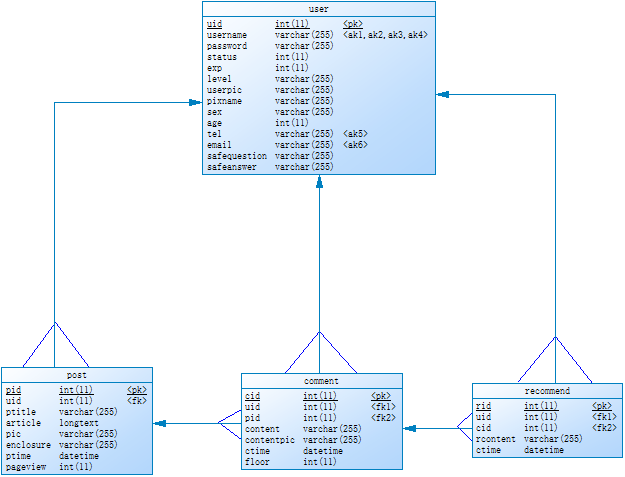 user
uid int(11) <pk>
username varchar(255) <ak1,ak2,ak3,ak4>
password varchar(255)
status int(11)
exp int(11)
level varchar(255)
userpic varchar(255)
pixname varchar(255)
sex varchar(255)
age int(11)
tel varchar(255) <ak5>
email varchar(255) <ak6>
safequestion varchar(255)
safeanswer varchar(255)
post
pid int(11) <pk>
uid int(11) <fk>
ptitle varchar(255)
article longtext
pic varchar(255)
enclosure varchar(255)
ptime datetime
pageview int(11)
comment
cid int(11) <pk>
uid int(11) <fk1>
pid int(11) <fk2>
content varchar(255)
contentpic varchar(255)
ctime datetime
floor int(11)
recommend
rid int(11) <pk>
uid int(11) <fk1>
cid int(11) <fk2>
rcontent varchar(255)
ctime datetime